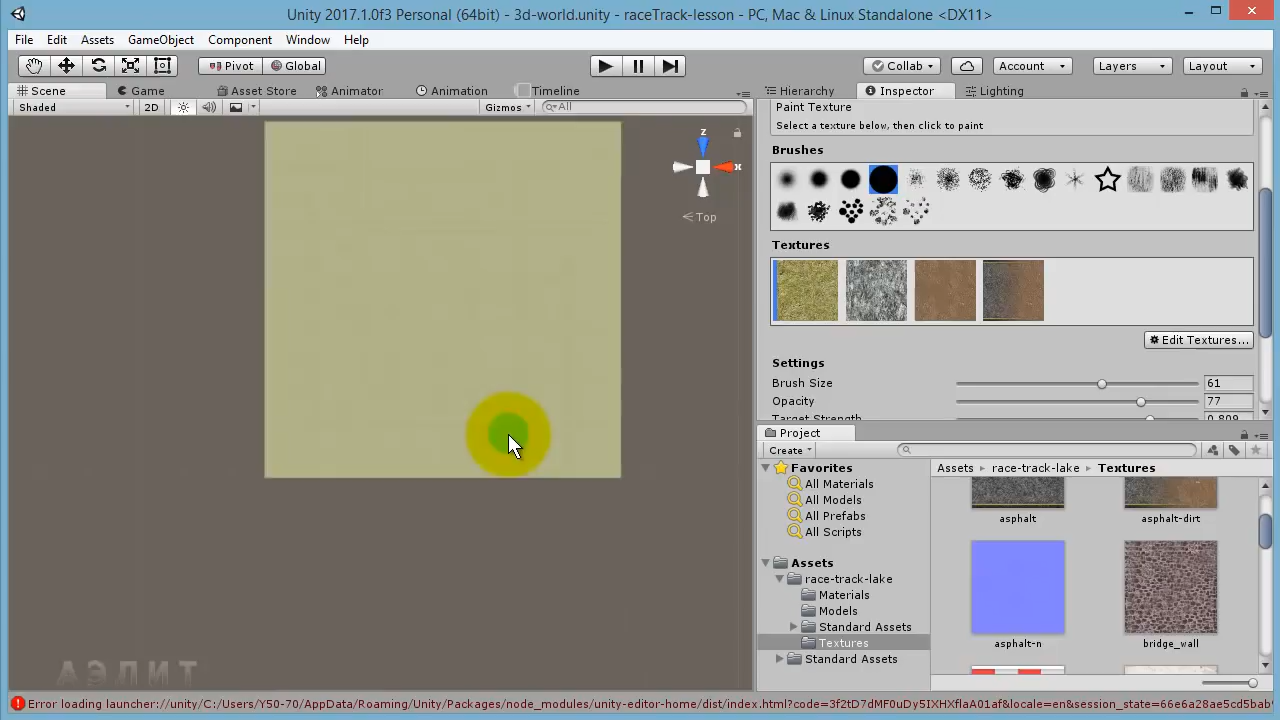 Unity 2017.1.0f3 Personal (64bit) - 3d-world.unity - raceTrack-lesson - PC, Mac & Linux Standalone <DX11>
File Edit Assets GameObject Component Window Help
Pivot Global Collab Account Layers Layout
Scene Game Asset Store Animator Animation Timeline
Hierarchy Inspector Lighting
Shaded 2D Gizmos All
Paint Texture
Select a texture below, then click to paint
Brushes
z
x
Top
Textures
Edit Textures...
Settings
Brush Size 61
Opacity 77
Target Strength 0.809
Project
Create
Favorites
All Materials
All Models
All Prefabs
All Scripts
Assets
race-track-lake
Materials
Models
Standard Assets
Textures
Standard Assets
Assets race-track-lake Textures
asphalt asphalt-dirt
asphalt-n bridge_wall
АЭЛИТ
Error loading launcher://unity/C:/Users/Y50-70/AppData/Roaming/Unity/Packages/node_modules/unity-editor-home/dist/index.html?code=3f2tD7dMF0uDy5IXHXflaA01af&locale=en&session_state=66e6a28ae5cd5bab